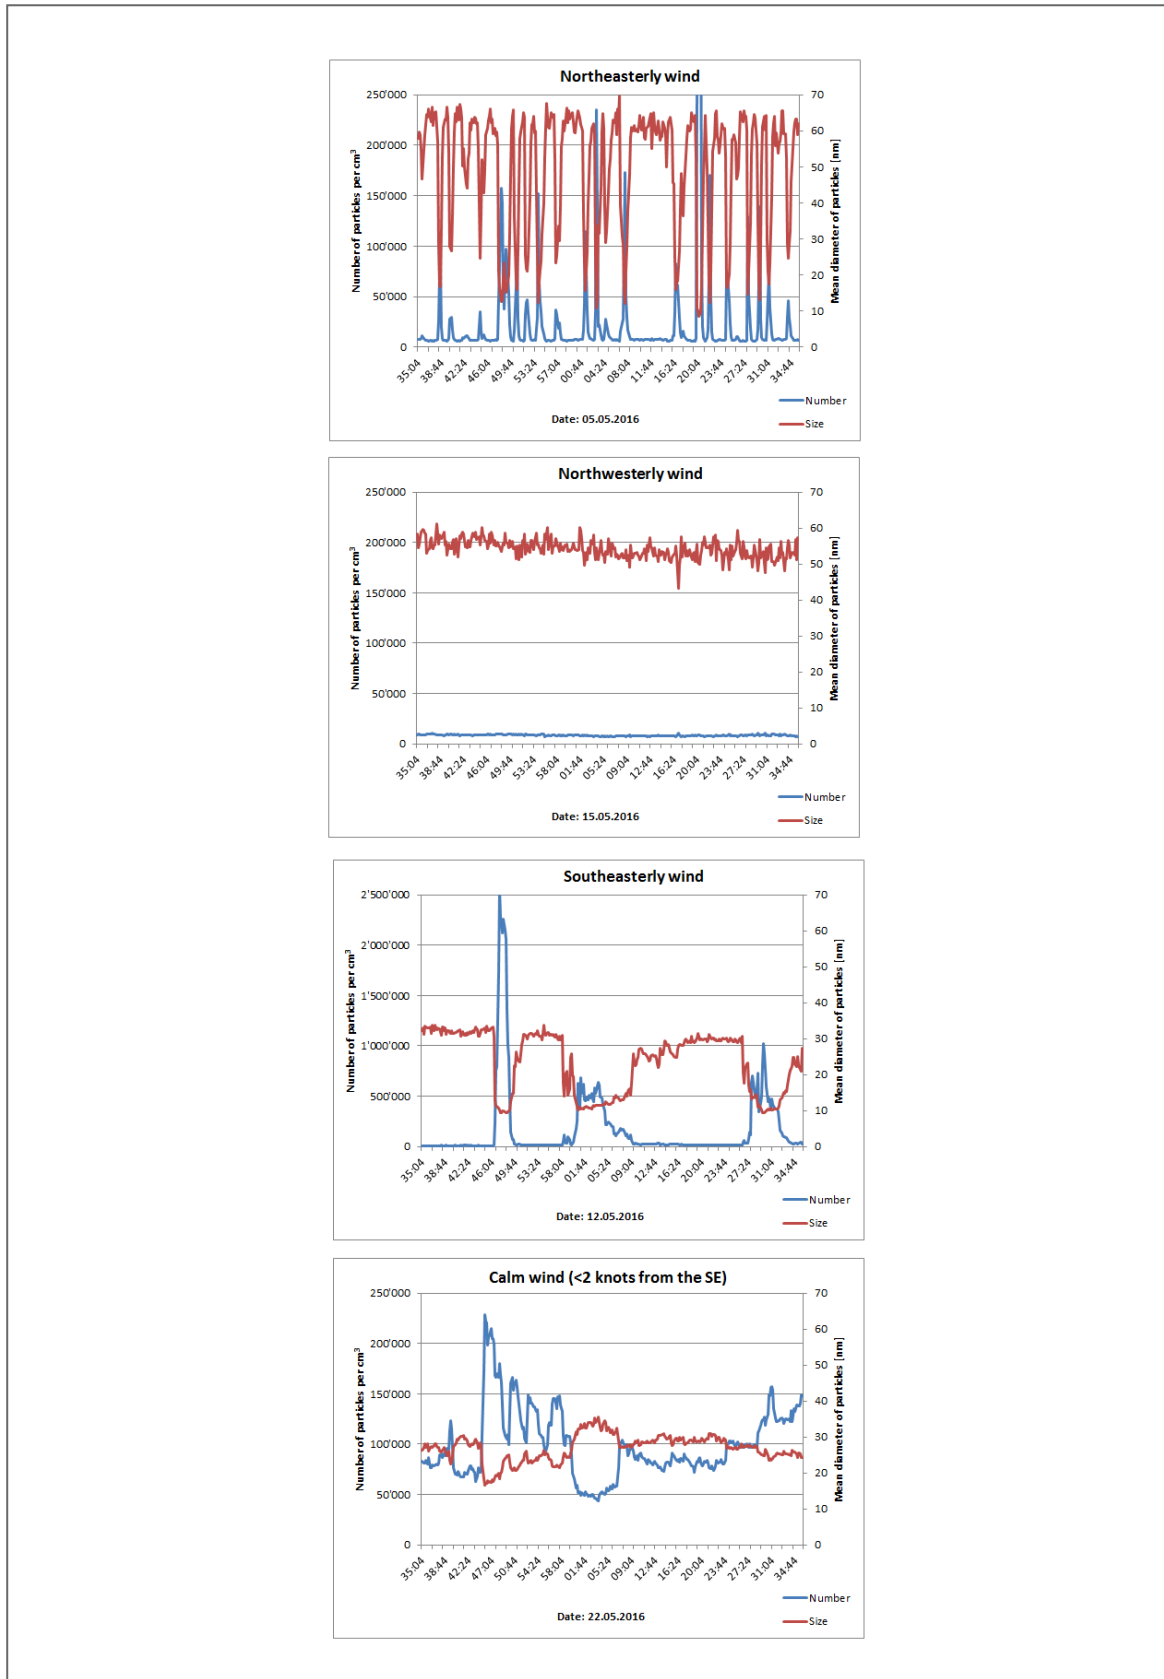 Northeasterly wind
250'000
200'000
150'000
100'000
50'000
0
Number of particles per cm³
70
60
50
40
30
20
10
0
Mean diameter of particles [nm]
35:04 38:44 42:24 46:04 49:44 53:24 57:04 00:44 04:24 08:04 11:44 16:24 20:04 23:44 27:24 31:04 34:44
Number
Date: 05.05.2016
Size
Northwesterly wind
250'000
200'000
150'000
100'000
50'000
0
Number of particles per cm³
70
60
50
40
30
20
10
0
Mean diameter of particles [nm]
35:04 38:44 42:24 46:04 49:44 53:24 58:04 01:44 05:24 09:04 12:44 16:24 20:04 23:44 27:24 31:04 34:44
Number
Date: 15.05.2016
Size
Southeasterly wind
2'500'000
2'000'000
1'500'000
1'000'000
500'000
0
Number of particles per cm³
70
60
50
40
30
20
10
0
Mean diameter of particles [nm]
35:04 38:44 42:24 46:04 49:44 53:24 58:04 01:44 05:24 09:04 12:44 16:24 20:04 23:44 27:24 31:04 34:44
Number
Date: 12.05.2016
Size
Calm wind (<2 knots from the SE)
250'000
200'000
150'000
100'000
50'000
0
Number of particles per cm³
70
60
50
40
30
20
10
0
Mean diameter of particles [nm]
35:04 38:44 42:24 47:04 50:44 54:24 58:04 01:44 05:24 09:04 12:44 16:24 20:04 23:44 27:24 31:04 34:44
Number
Date: 22.05.2016
Size